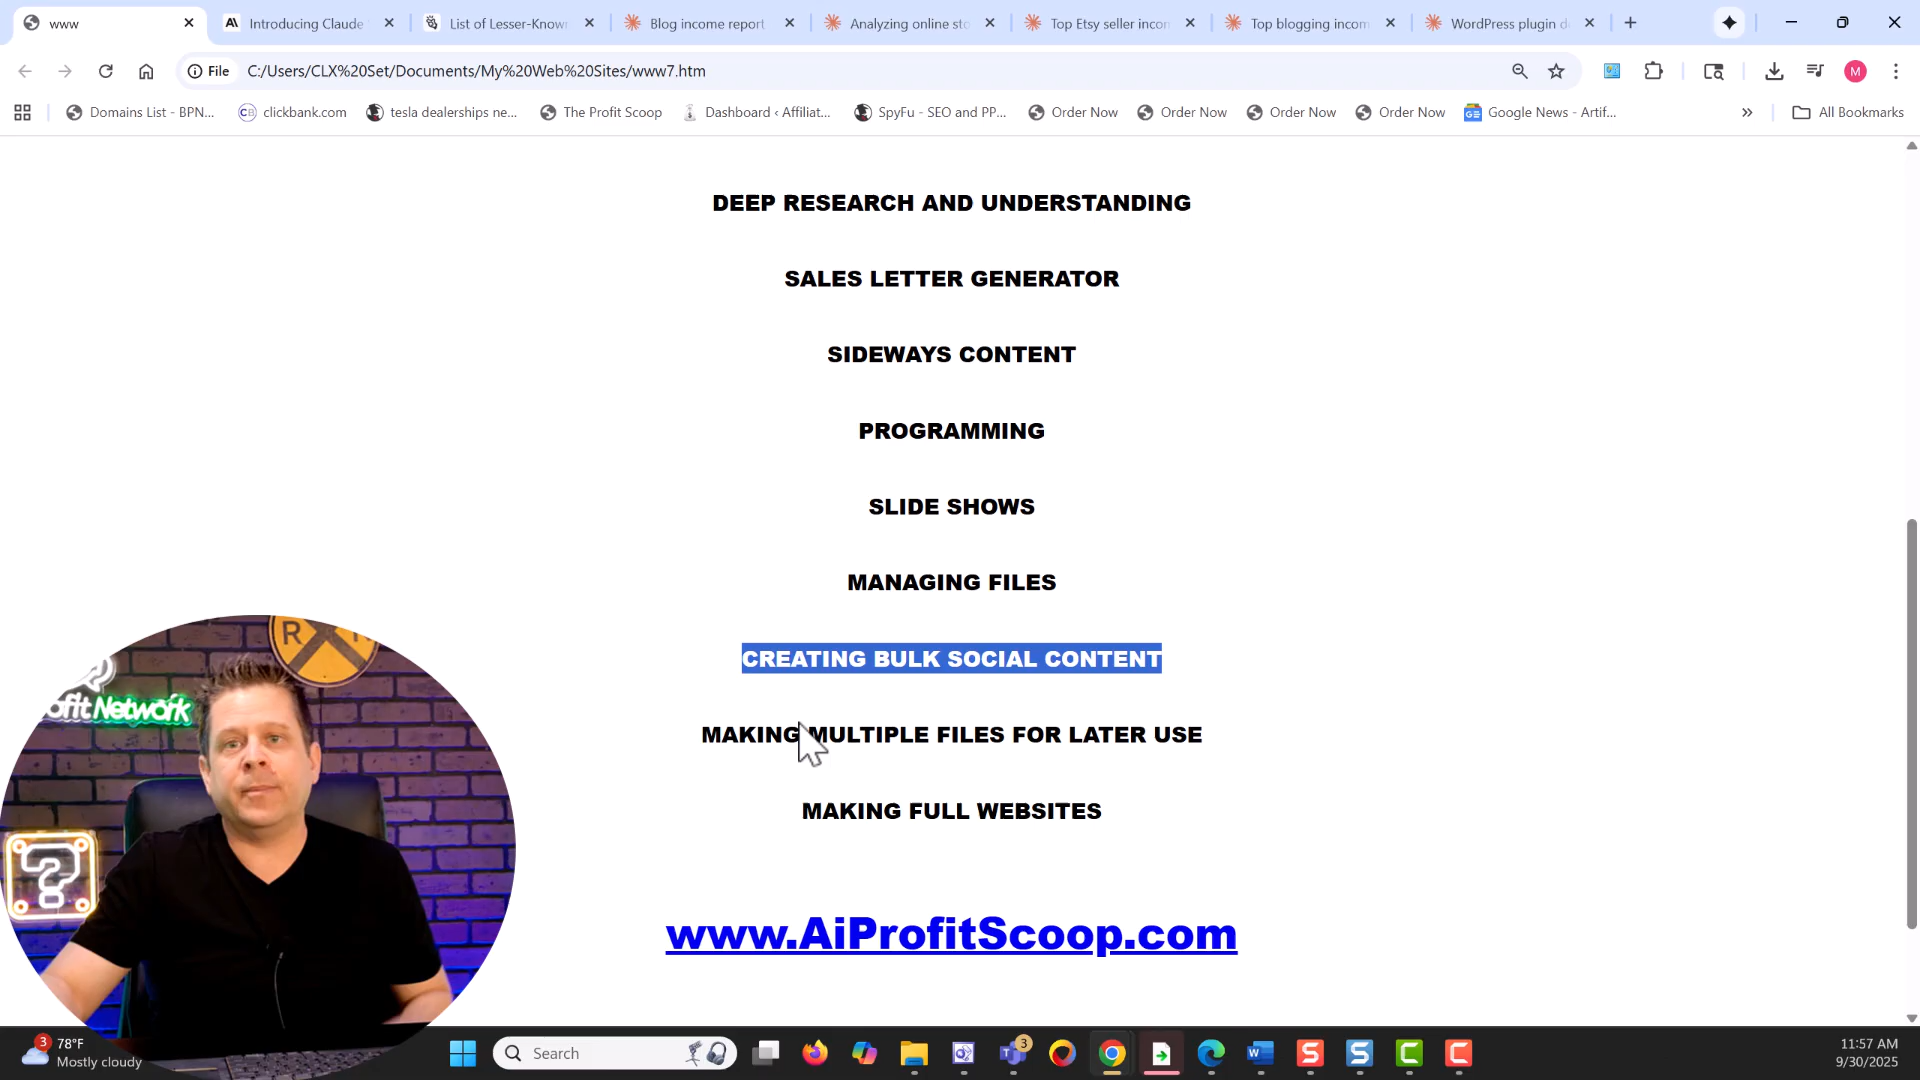 www
Introducing Claude
List of Lesser-Known
Blog income report
Analyzing online sto
Top Etsy seller incom
Top blogging incom
WordPress plugin d
File
C:/Users/CLX%20Set/Documents/My%20Web%20Sites/www7.htm
M
Domains List - BPN...
CB
clickbank.com
tesla dealerships ne...
The Profit Scoop
Dashboard ‹ Affiliat...
SpyFu - SEO and PP...
Order Now
Order Now
Order Now
Order Now
Google News - Artif...
All Bookmarks
DEEP RESEARCH AND UNDERSTANDING
SALES LETTER GENERATOR
SIDEWAYS CONTENT
PROGRAMMING
SLIDE SHOWS
MANAGING FILES
CREATING BULK SOCIAL CONTENT
MAKING MULTIPLE FILES FOR LATER USE
MAKING FULL WEBSITES
www.AiProfitScoop.com
R
ofit Network
?
3
78°F
Mostly cloudy
Search
3
11:57 AM
9/30/2025